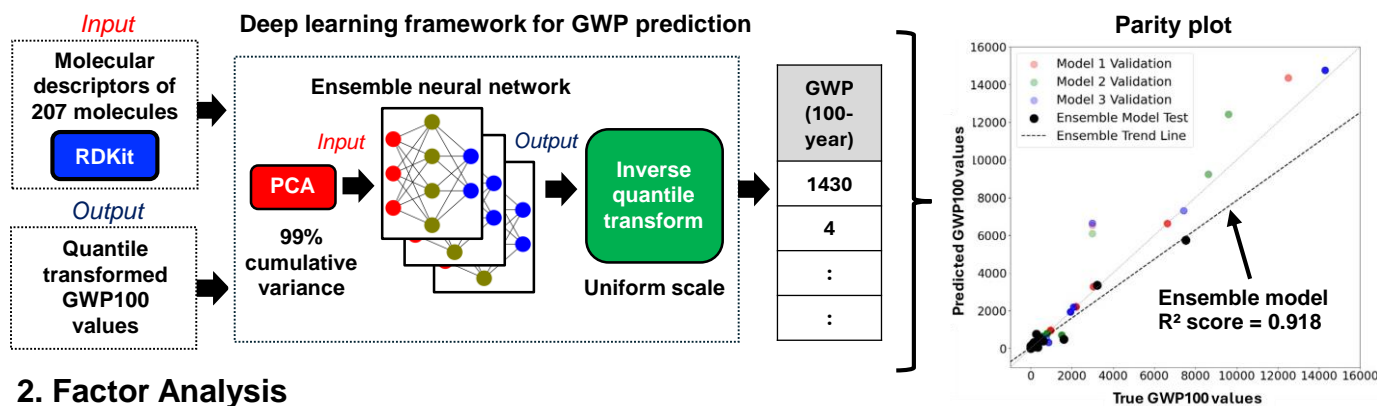 Input
Deep learning framework for GWP prediction
Molecular
descriptors of
207 molecules
RDKit
Output
Quantile
transformed
GWP100
values
Ensemble neural network
Input
PCA
99%
cumulative
variance
Output
Inverse
quantile
transform
Uniform scale
GWP
(100-
year)
1430
4
:
:
Parity plot
16000
14000
12000
10000
8000
6000
4000
2000
0
Predicted GWP100 values
Model 1 Validation
Model 2 Validation
Model 3 Validation
Ensemble Model Test
Ensemble Trend Line
Ensemble model
R² score = 0.918
0 2000 4000 6000 8000 10000 12000 14000 16000
True GWP100 values
2. Factor Analysis